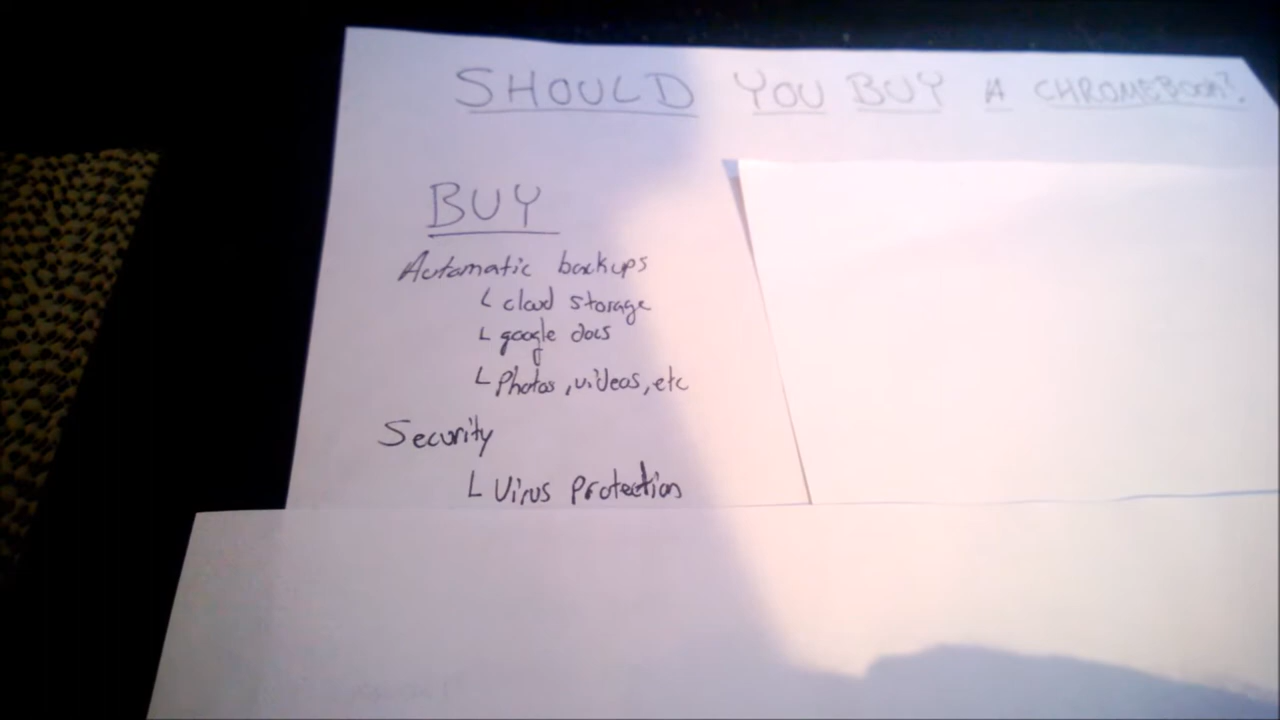 SHOULD YOU BUY A CHROMEBOOK?
BUY
Automatic backups
└ cloud storage
└ google docs
└ Photos, videos, etc
Security
└ Virus Protection